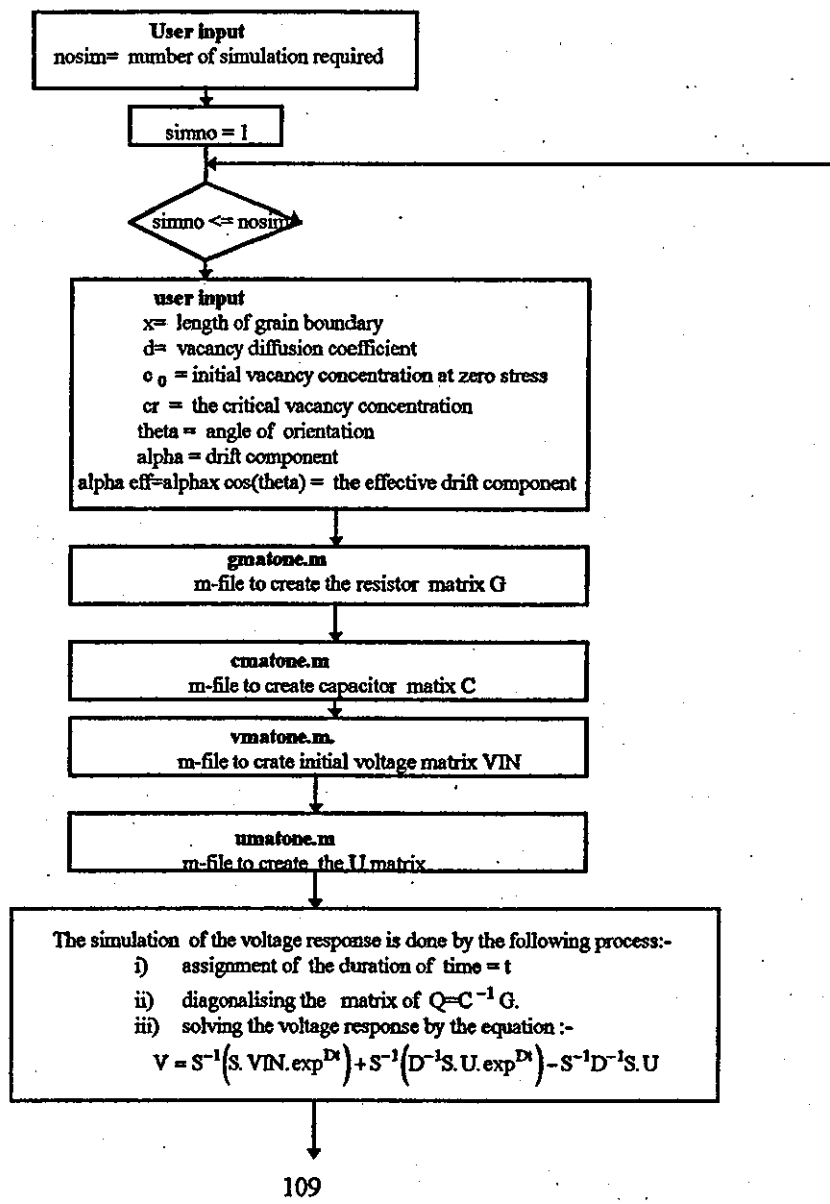 User input
nosim= number of simulation required
simno = 1
simno <= nosim
user input
x= length of grain boundary
d= vacancy diffusion coefficient
c 0 = initial vacancy concentration at zero stress
cr = the critical vacancy concentration
theta = angle of orientation
alpha = drift component
alpha eff=alphax cos(theta) = the effective drift component
gmatone.m
m-file to create the resistor matrix G
cmatone.m
m-file to create capacitor matix C
vmatone.m.
m-file to crate initial voltage matrix VIN
umatone.m
m-file to create the U matrix
The simulation of the voltage response is done by the following process:-
i) assignment of the duration of time = t
ii) diagonalising the matrix of Q=C⁻¹ G.
iii) solving the voltage response by the equation :-
V = S⁻¹(S. VIN. exp^Dt) + S⁻¹(D⁻¹S. U. exp^Dt) – S⁻¹D⁻¹S. U
109